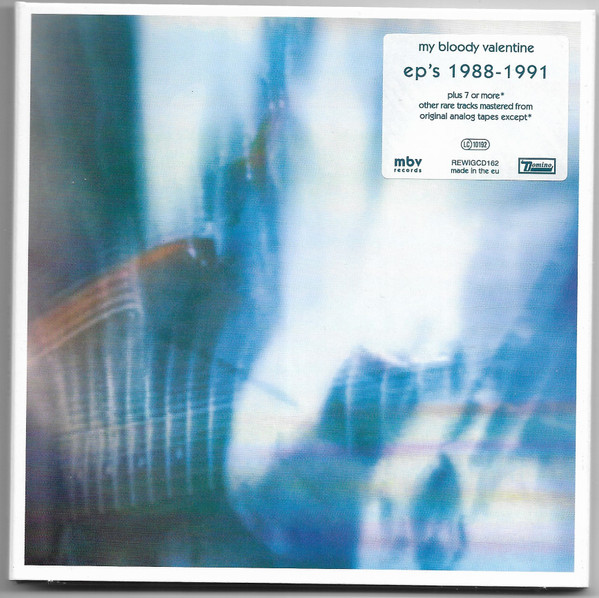 my bloody valentine
ep's 1988-1991
plus 7 or more*
other rare tracks mastered from
original analog tapes except*
LC 10192
mbv
records
REWIGCD162
made in the eu
Domino